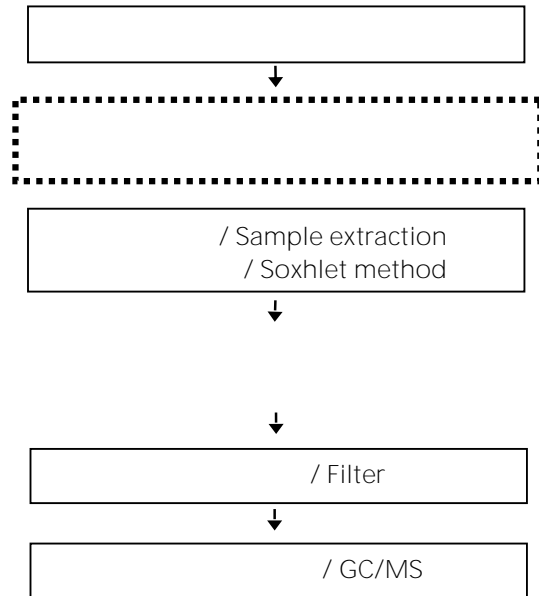 / Sample extraction
/ Soxhlet method
/ Filter
/ GC/MS